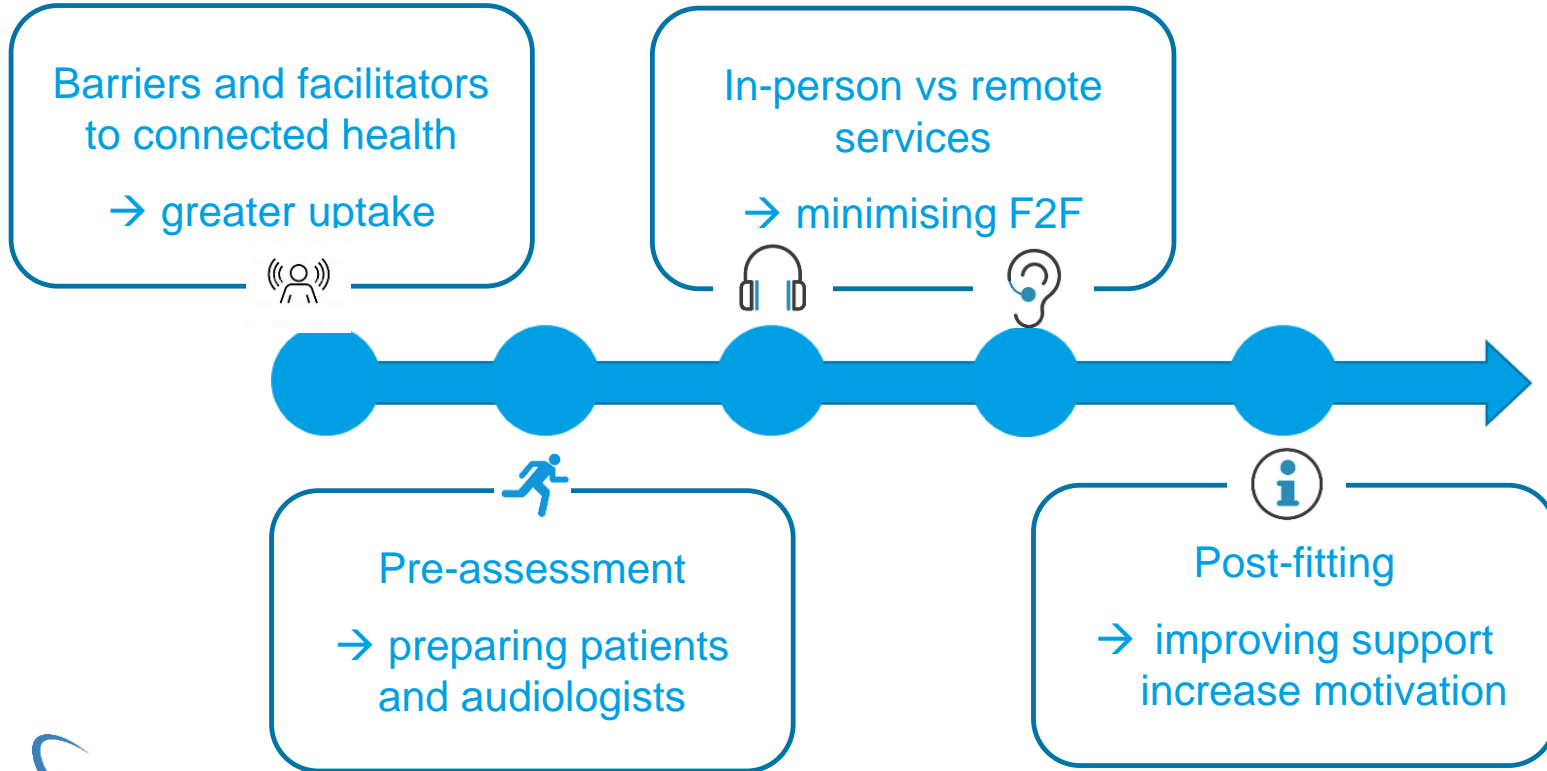 Barriers and facilitators
to connected health
→ greater uptake
In-person vs remote
services
→ minimising F2F
Pre-assessment
→ preparing patients
and audiologists
Post-fitting
→ improving support
increase motivation